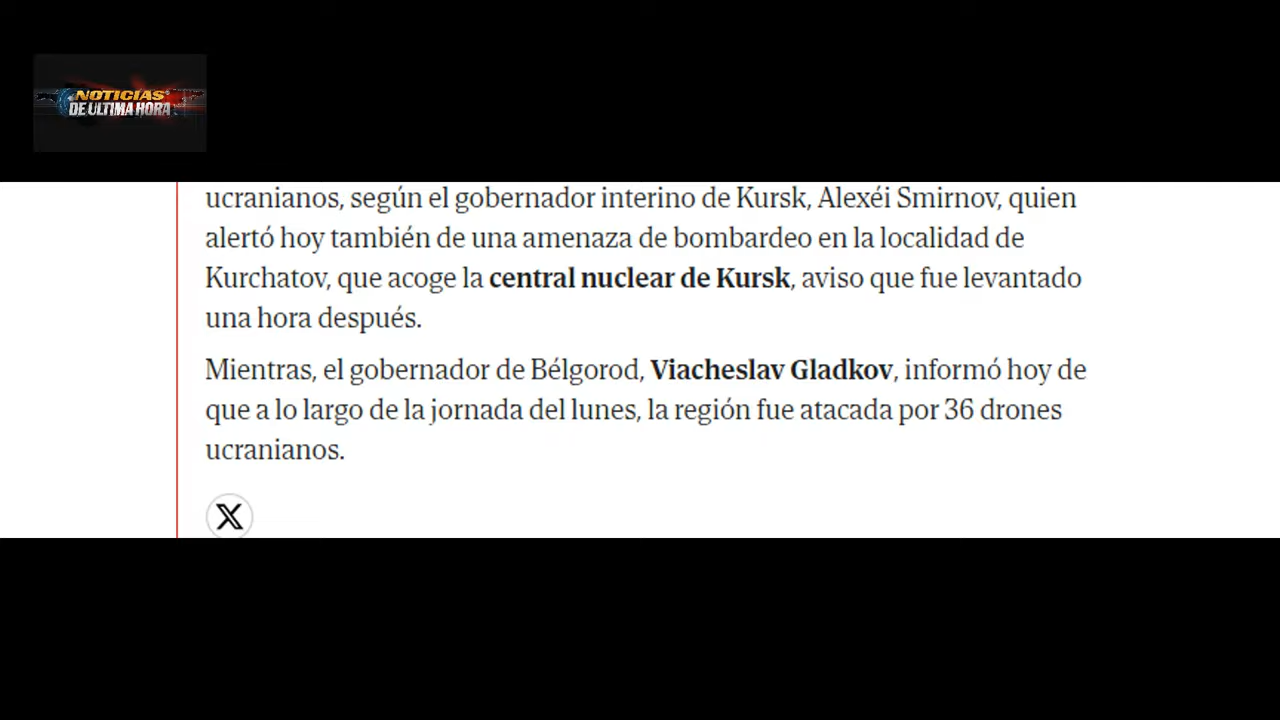 NOTICIAS
DE ULTIMA HORA
ucranianos, según el gobernador interino de Kursk, Alexéi Smirnov, quien
alertó hoy también de una amenaza de bombardeo en la localidad de
Kurchatov, que acoge la central nuclear de Kursk, aviso que fue levantado
una hora después.
Mientras, el gobernador de Bélgorod, Viacheslav Gladkov, informó hoy de
que a lo largo de la jornada del lunes, la región fue atacada por 36 drones
ucranianos.